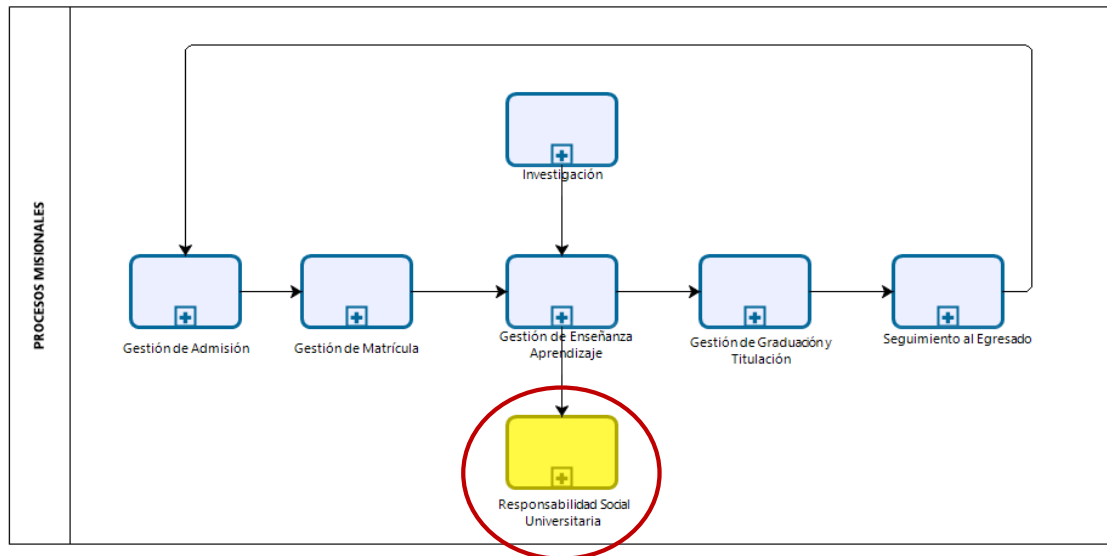 PROCESOS MISIONALES
Investigación
Gestión de Admisión
Gestión de Matrícula
Gestión de Enseñanza
Aprendizaje
Gestión de Graduación y
Titulación
Seguimiento al Egresado
Responsabilidad Social
Universitaria